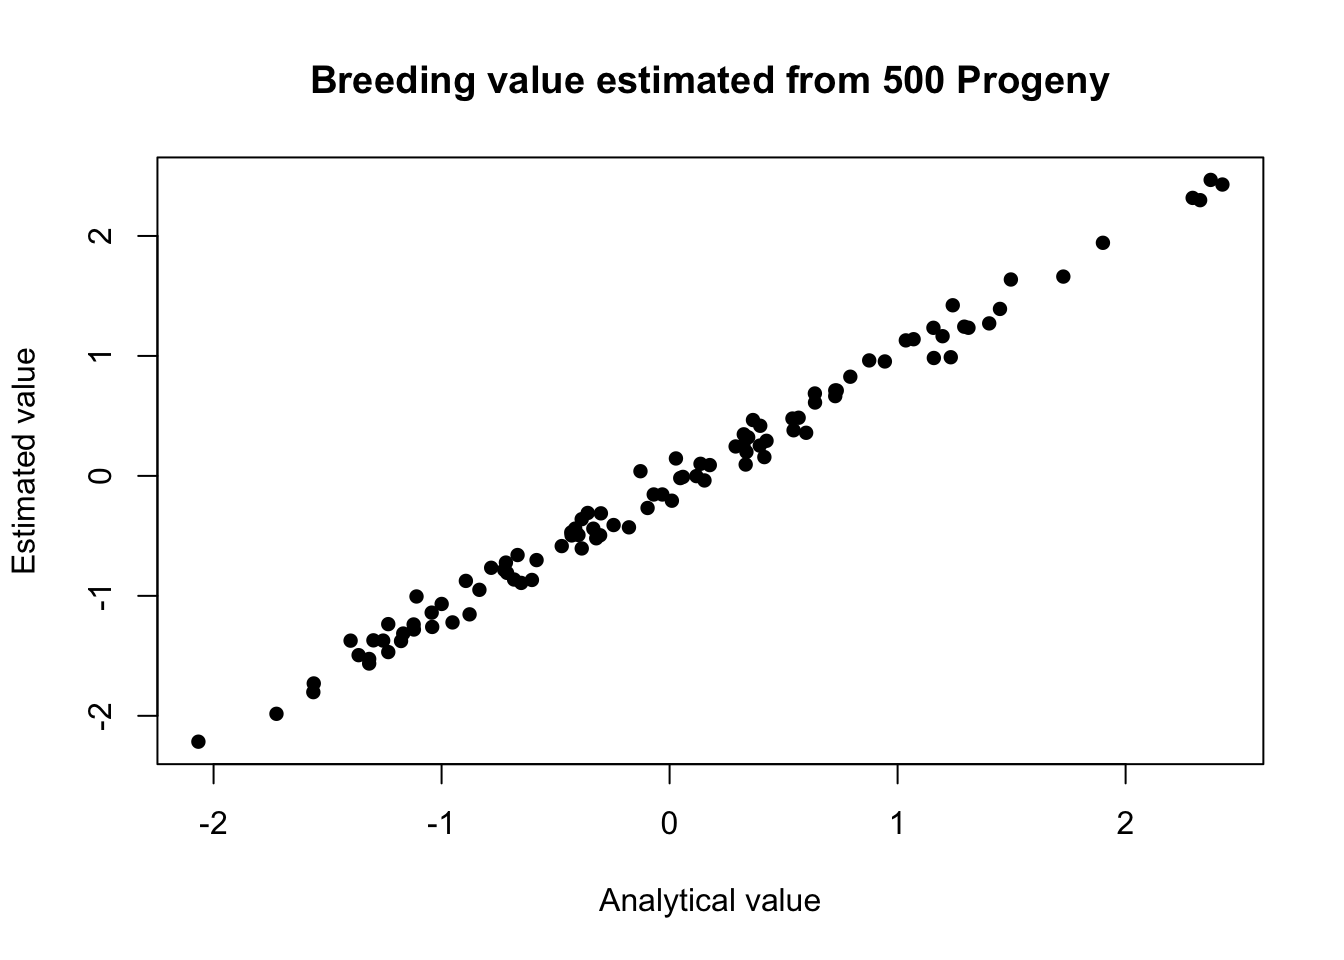 Breeding value estimated from 500 Progeny
Estimated value
2
1
0
-1
-2
-2 -1 0 1 2
Analytical value